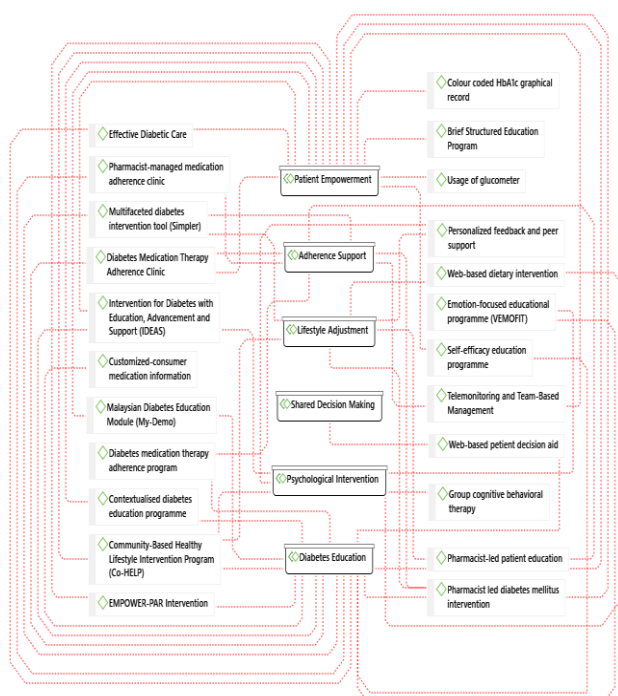 Effective Diabetic Care
Pharmacist-managed medication
adherence clinic
Multifaceted diabetes
intervention tool (Simpler)
Diabetes Medication Therapy
Adherence Clinic
Intervention for Diabetes with
Education, Advancement and
Support (IDEAS)
Customized-consumer
medication information
Malaysian Diabetes Education
Module (My-Demo)
Diabetes medication therapy
adherence program
Contextualised diabetes
education programme
Community-Based Healthy
Lifestyle Intervention Program
(Co-HELP)
EMPOWER-PAR Intervention
Patient Empowerment
Adherence Support
Lifestyle Adjustment
Shared Decision Making
Psychological Intervention
Diabetes Education
Colour coded HbA1c graphical
record
Brief Structured Education
Program
Usage of glucometer
Personalized feedback and peer
support
Web-based dietary intervention
Emotion-focused educational
programme (VEMOFIT)
Self-efficacy education
programme
Telemonitoring and Team-Based
Management
Web-based petient decision aid
Group cognitive behavioral
therapy
Pharmacist-led patient education
Pharmacist led diabetes mellitus
intervention